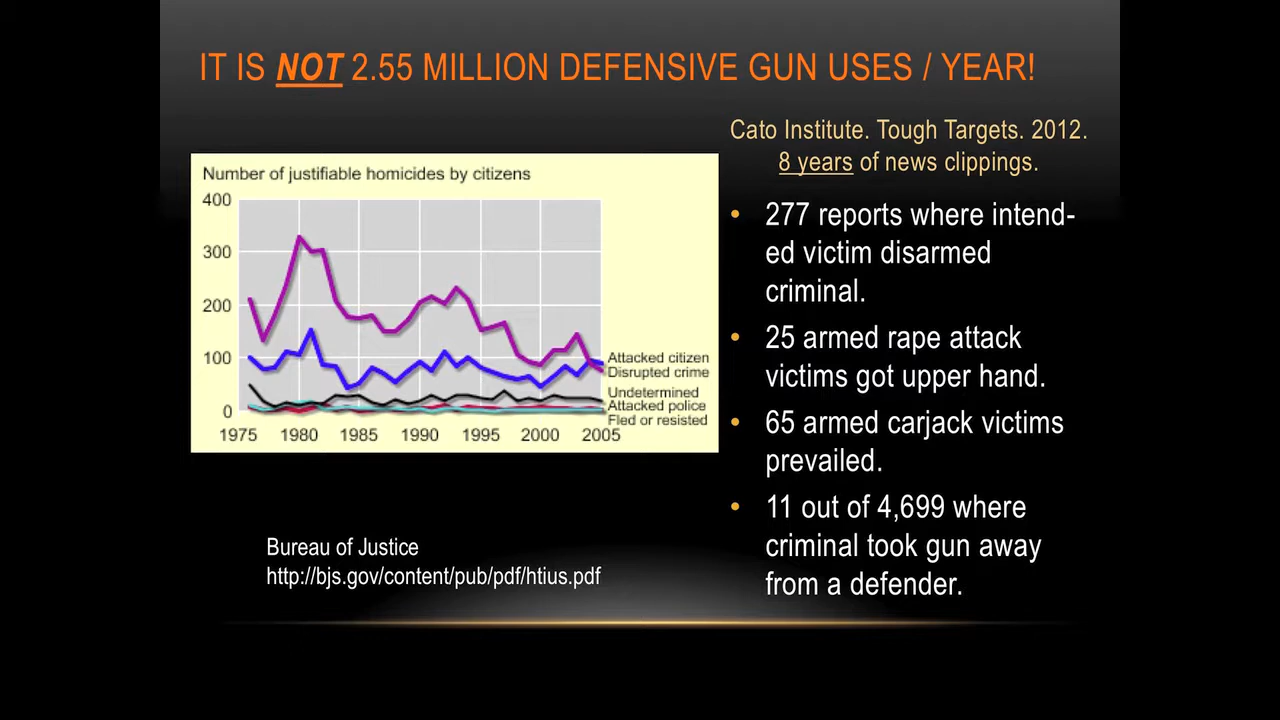 IT IS NOT 2.55 MILLION DEFENSIVE GUN USES / YEAR!
Number of justifiable homicides by citizens
400
300
200
100
0
1975 1980 1985 1990 1995 2000 2005
Attacked citizen
Disrupted crime
Undetermined
Attacked police
Fled or resisted
Bureau of Justice
http://bjs.gov/content/pub/pdf/htius.pdf
Cato Institute. Tough Targets. 2012.
8 years of news clippings.
• 277 reports where intend-
ed victim disarmed
criminal.
• 25 armed rape attack
victims got upper hand.
• 65 armed carjack victims
prevailed.
• 11 out of 4,699 where
criminal took gun away
from a defender.